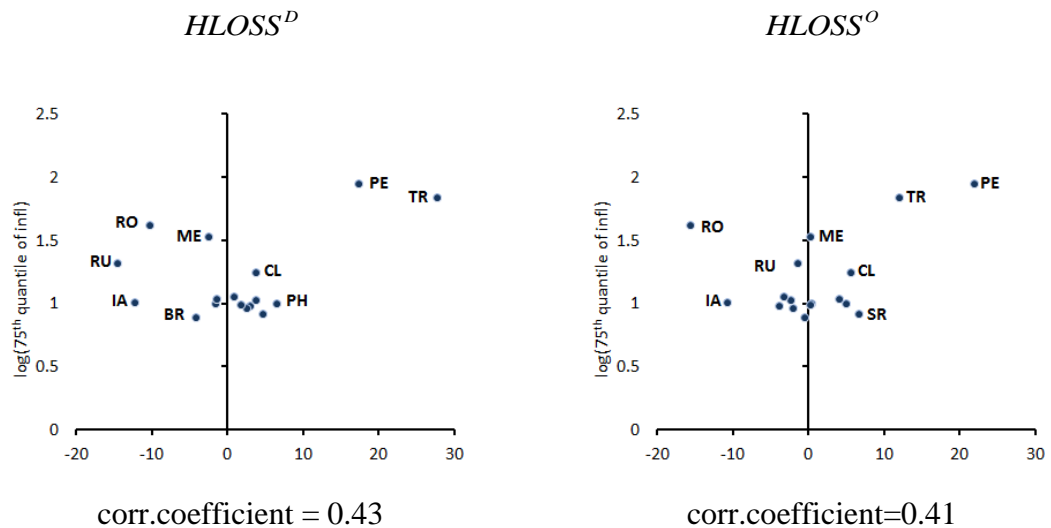 HLOSS^D
2.5
2
1.5
1
0.5
0
log(75th quantile of infl)
PE
TR
RO
ME
RU
CL
IA
PH
BR
-20 -10 0 10 20 30
corr.coefficient = 0.43
HLOSS^O
2.5
2
1.5
1
0.5
0
log(75th quantile of infl)
PE
TR
RO
ME
RU
CL
IA
SR
-20 -10 0 10 20 30
corr.coefficient=0.41